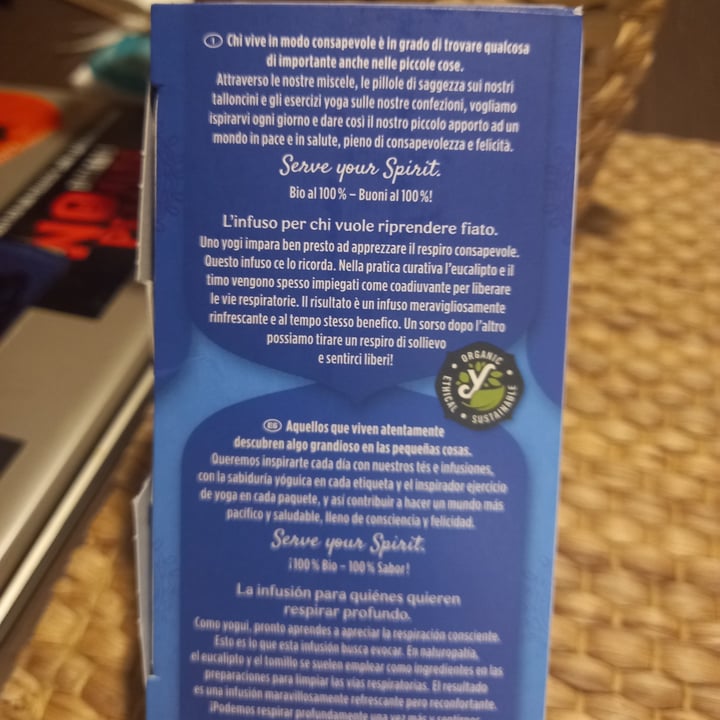 I Chi vive in modo consapevole è in grado di trovare qualcosa
di importante anche nelle piccole cose.
Attraverso le nostre miscele, le pillole di saggezza sui nostri
talloncini e gli esercizi yoga sulle nostre confezioni, vogliamo
ispirarvi ogni giorno e dare così il nostro piccolo apporto ad un
mondo in pace e in salute, pieno di consapevolezza e felicità.
Serve your Spirit.
Bio al 100% – Buoni al 100%!
L'infuso per chi vuole riprendere fiato.
Uno yogi impara ben presto ad apprezzare il respiro consapevole.
Questo infuso ce lo ricorda. Nella pratica curativa l'eucalipto e il
timo vengono spesso impiegati come coadiuvante per liberare
le vie respiratorie. Il risultato è un infuso meravigliosamente
rinfrescante e al tempo stesso benefico. Un sorso dopo l'altro
possiamo tirare un respiro di sollievo
e sentirci liberi!
ORGANIC
ETHICAL • SUSTAINABLE
y
ES Aquellos que viven atentamente
descubren algo grandioso en las pequeñas cosas.
Queremos inspirarte cada día con nuestros tés e infusiones,
con la sabiduría yóguica en cada etiqueta y el inspirador ejercicio
de yoga en cada paquete, y así contribuir a hacer un mundo más
pacífico y saludable, lleno de consciencia y felicidad.
Serve your Spirit.
¡100% Bio – 100% Sabor!
La infusión para quiénes quieren
respirar profundo.
Como yogui, pronto aprendes a apreciar la respiración consciente.
Esto es lo que esta infusión busca evocar. En naturopatía,
el eucalipto y el tomillo se suelen emplear como ingredientes en las
preparaciones para limpiar las vías respiratorias. El resultado
es una infusión maravillosamente refrescante pero reconfortante.
¡Podemos respirar profundamente una vez más y sentirnos
NO